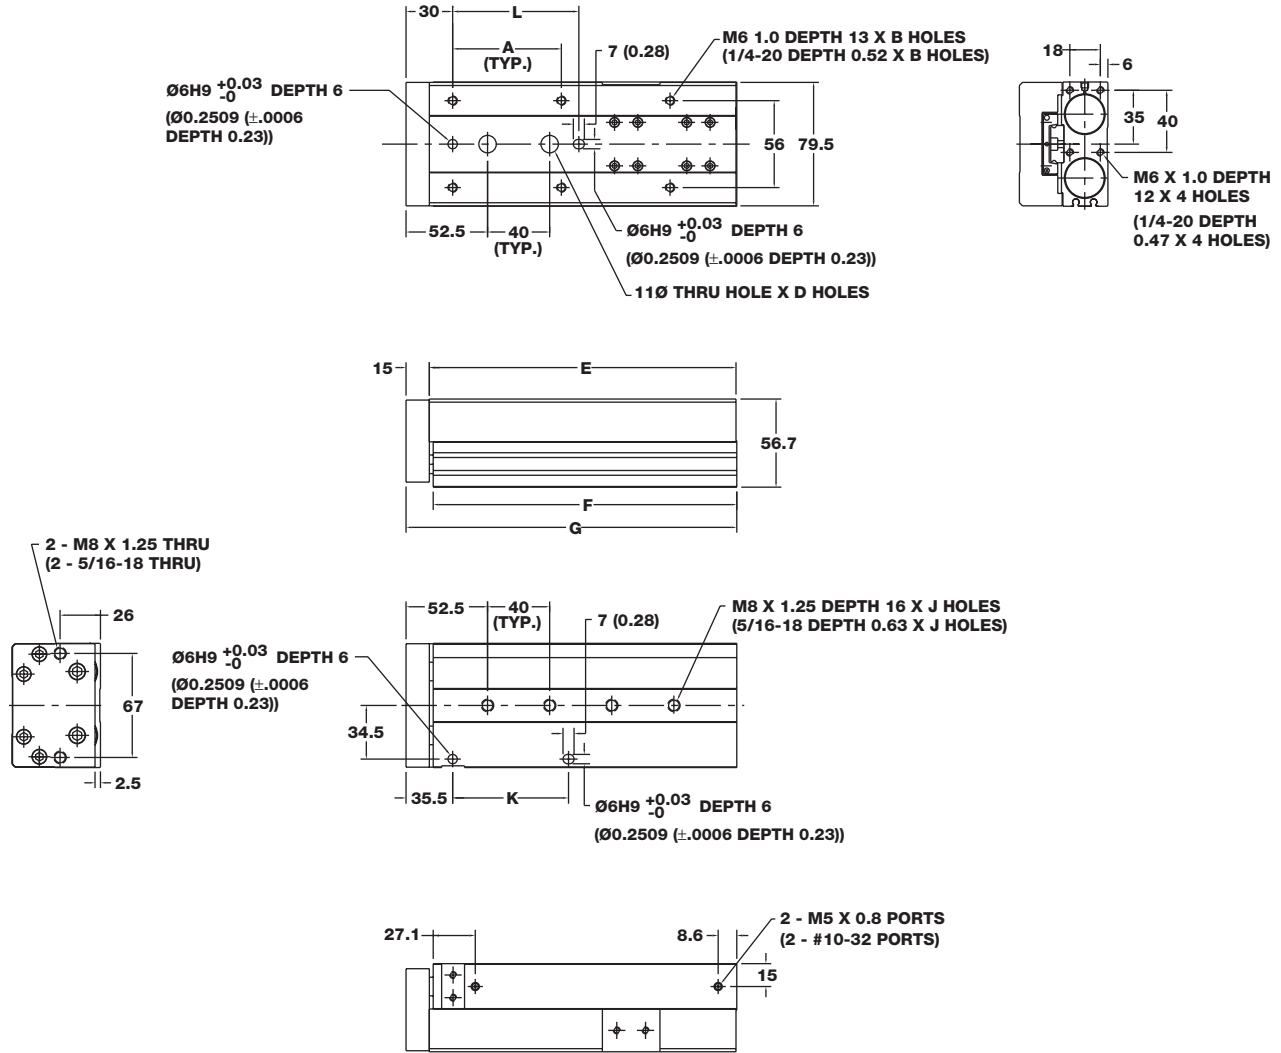 30
L
A
(TYP.)
7 (0.28)
M6 1.0 DEPTH 13 X B HOLES
(1/4-20 DEPTH 0.52 X B HOLES)
Ø6H9 +0.03 -0 DEPTH 6
(Ø0.2509 (±.0006
DEPTH 0.23))
56
79.5
52.5
40
(TYP.)
Ø6H9 +0.03 -0 DEPTH 6
(Ø0.2509 (±.0006 DEPTH 0.23))
11Ø THRU HOLE X D HOLES
18
6
35
40
M6 X 1.0 DEPTH
12 X 4 HOLES
(1/4-20 DEPTH
0.47 X 4 HOLES)
15
E
56.7
F
G
2 - M8 X 1.25 THRU
(2 - 5/16-18 THRU)
26
67
2.5
52.5
40
(TYP.)
7 (0.28)
M8 X 1.25 DEPTH 16 X J HOLES
(5/16-18 DEPTH 0.63 X J HOLES)
Ø6H9 +0.03 -0 DEPTH 6
(Ø0.2509 (±.0006
DEPTH 0.23))
34.5
35.5
K
Ø6H9 +0.03 -0 DEPTH 6
(Ø0.2509 (±.0006 DEPTH 0.23))
27.1
8.6
2 - M5 X 0.8 PORTS
(2 - #10-32 PORTS)
15